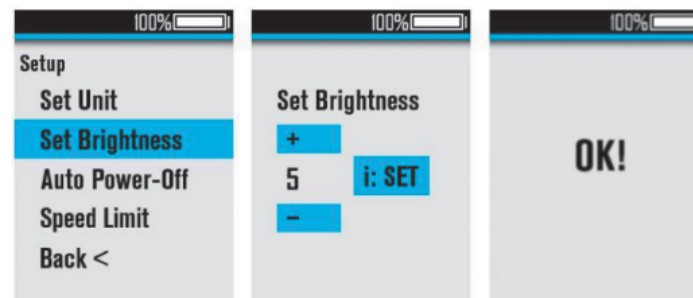 100%
Setup
Set Unit
Set Brightness
Auto Power-Off
Speed Limit
Back <
100%
Set Brightness
+
5
i: SET
−
100%
OK!